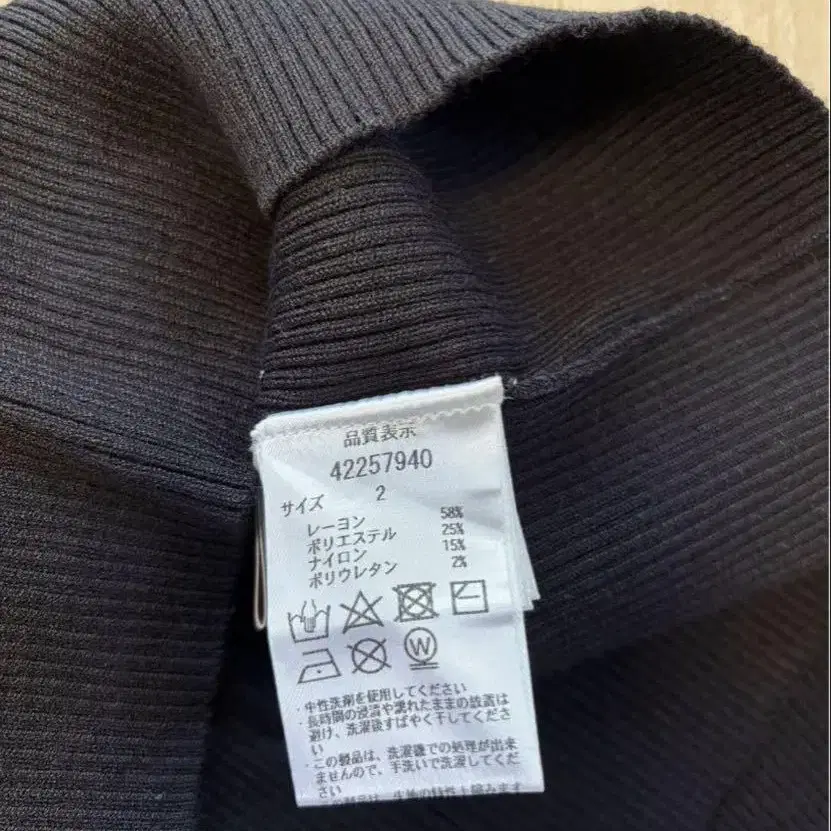 品質表示
42257940
サイズ 2
レーヨン 58%
ポリエステル 25%
ナイロン 15%
ポリウレタン 2%
W
・中性洗剤を使用してください
・長時間の浸漬や濡れたままの放置は
避け、洗濯後すばやく干してくださ
い
・この製品は、洗濯機での処理が出来
ませんので、手洗いで洗濯してくだ
さい